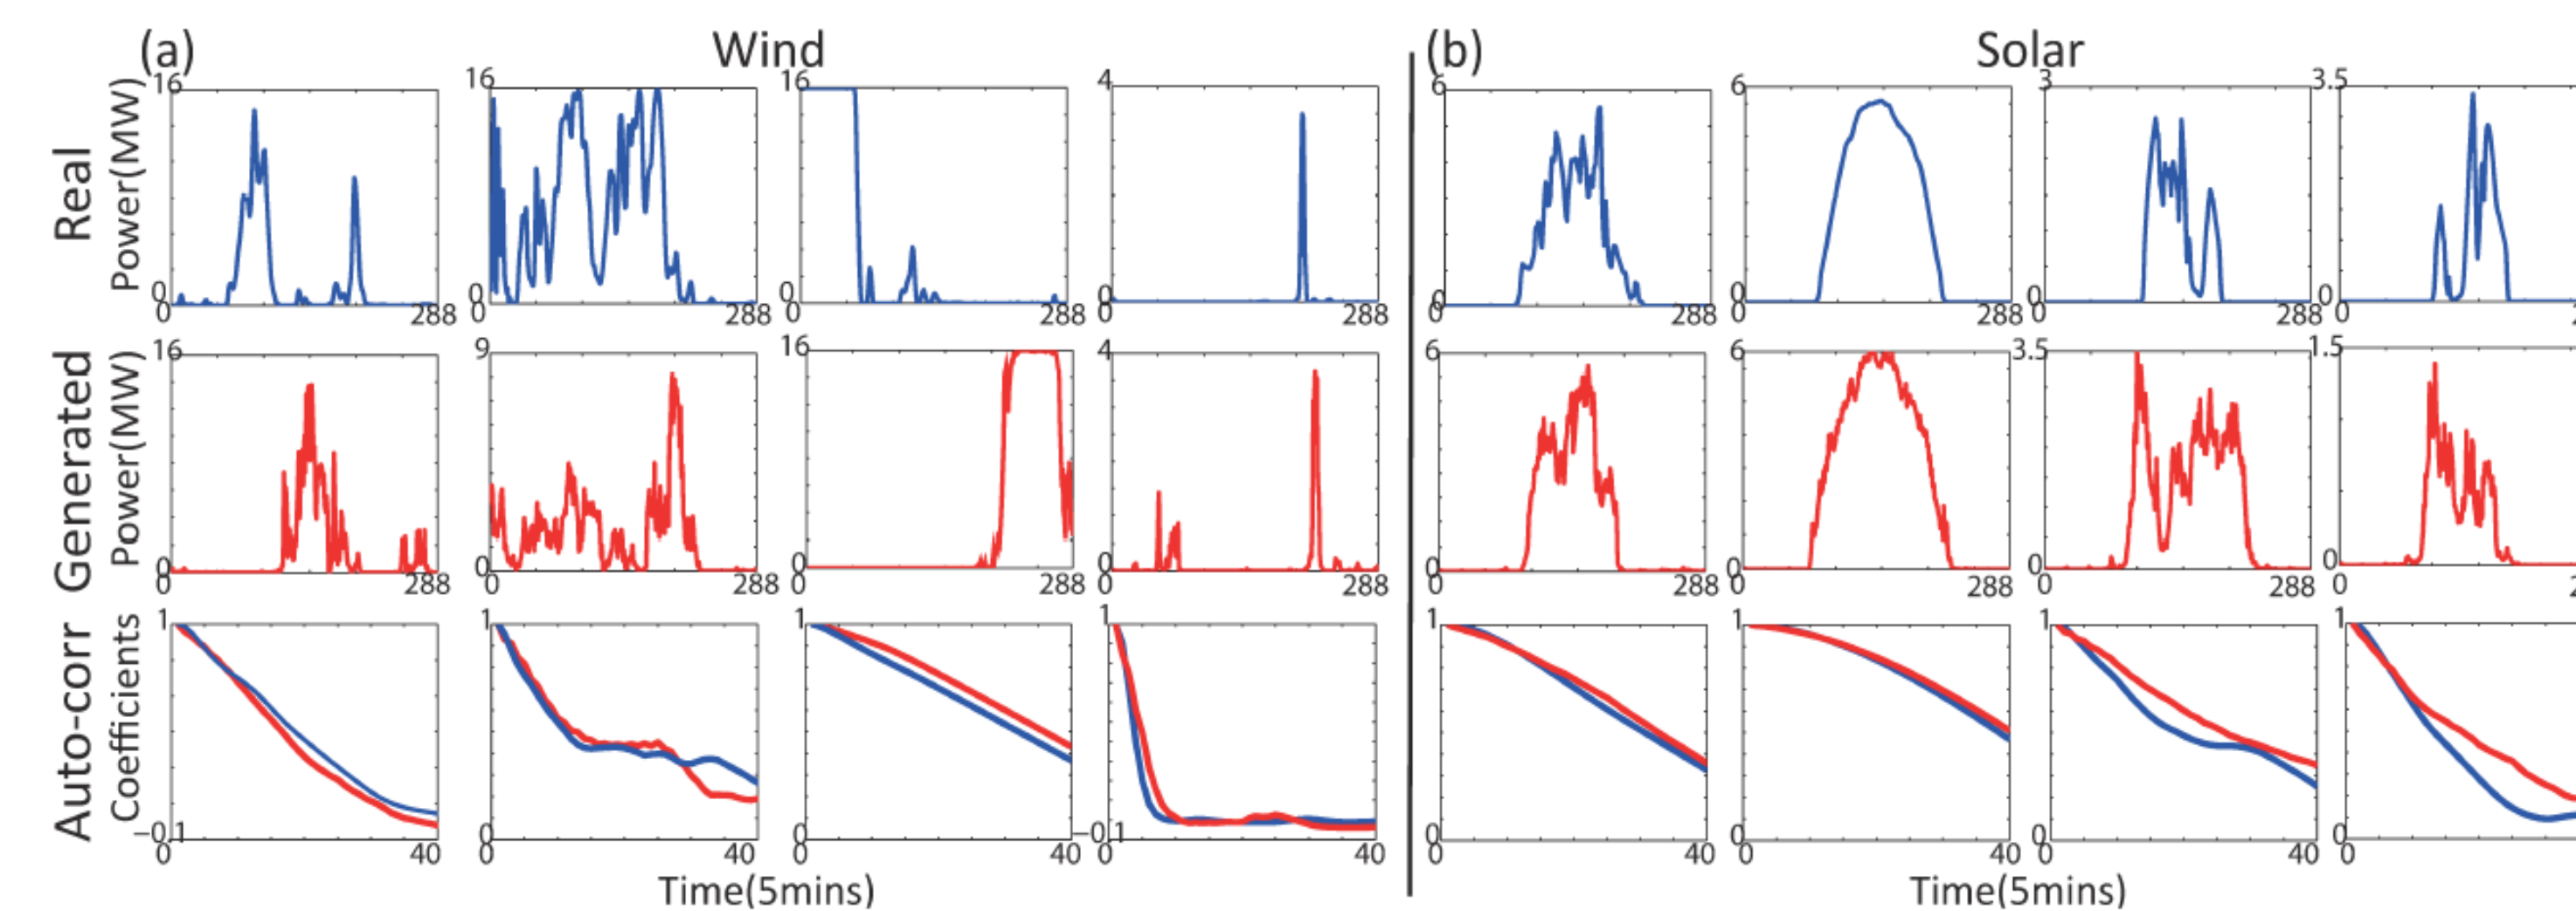 (a) Wind (b) Solar
Real
Power(MW)
16 16 16 4 6 6 3 3.5
0 0 0 0 0 0 0 0
0 288 0 288 0 288 0 288 0 288 0 288 0 288 0
Generated
Power(MW)
16 9 16 4 6 6 3.5 1.5
0 0 0 0 0 0 0 0
0 288 0 288 0 288 0 288 0 288 0 288 0 288 0
Auto-corr
Coefficients
1 1 1 1 1 1 1 1
−0.1 0 0 −0.1 0 0 0 0
0 40 0 40 0 40 0 40 0 40 0 40 0 40 0
Time(5mins) Time(5mins)